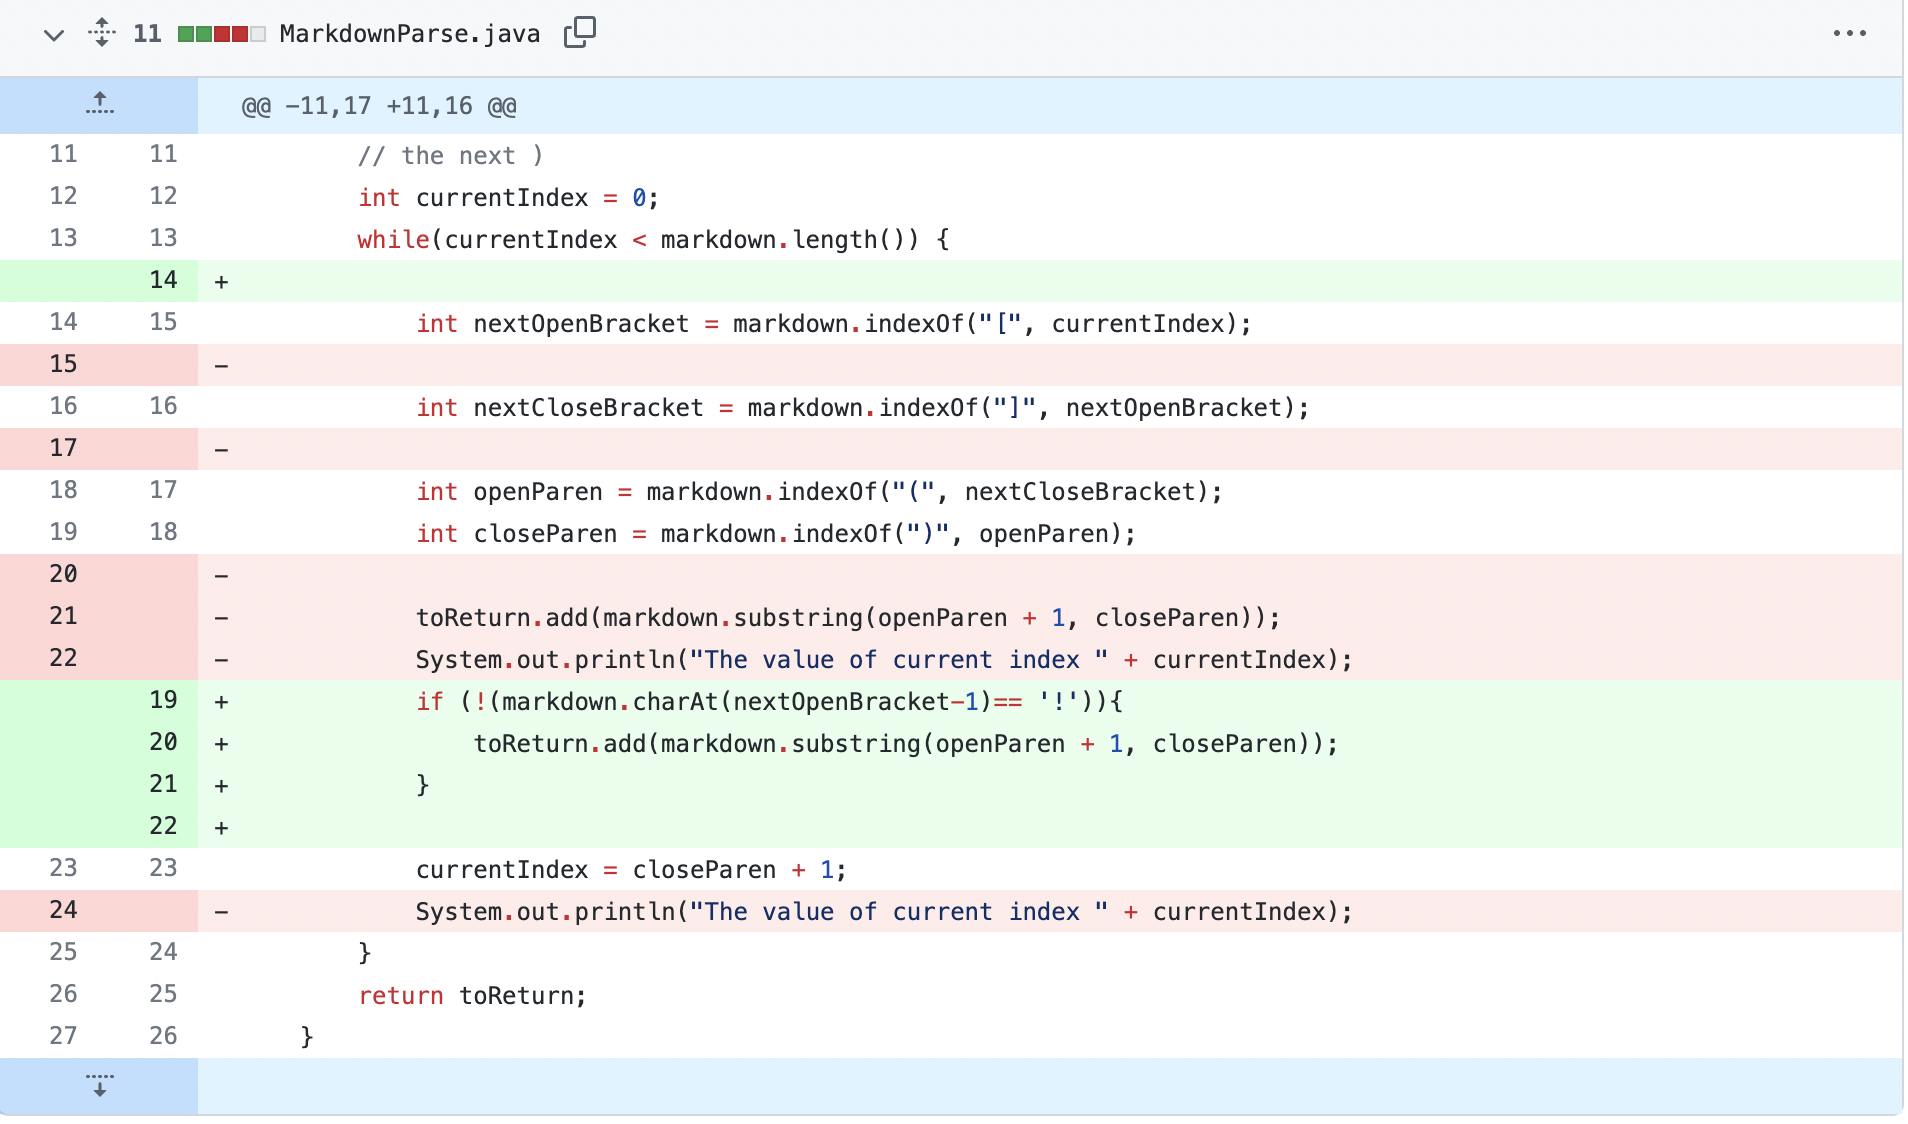 11 MarkdownParse.java
@@ -11,17 +11,16 @@
11 11 // the next )
12 12 int currentIndex = 0;
13 13 while(currentIndex < markdown.length()) {
14 +
14 15 int nextOpenBracket = markdown.indexOf("[", currentIndex);
15 -
16 16 int nextCloseBracket = markdown.indexOf("]", nextOpenBracket);
17 -
18 17 int openParen = markdown.indexOf("(", nextCloseBracket);
19 18 int closeParen = markdown.indexOf(")", openParen);
20 -
21 - toReturn.add(markdown.substring(openParen + 1, closeParen));
22 - System.out.println("The value of current index " + currentIndex);
19 + if (!(markdown.charAt(nextOpenBracket-1)== '!')){
20 + toReturn.add(markdown.substring(openParen + 1, closeParen));
21 + }
22 +
23 23 currentIndex = closeParen + 1;
24 - System.out.println("The value of current index " + currentIndex);
25 24 }
26 25 return toReturn;
27 26 }